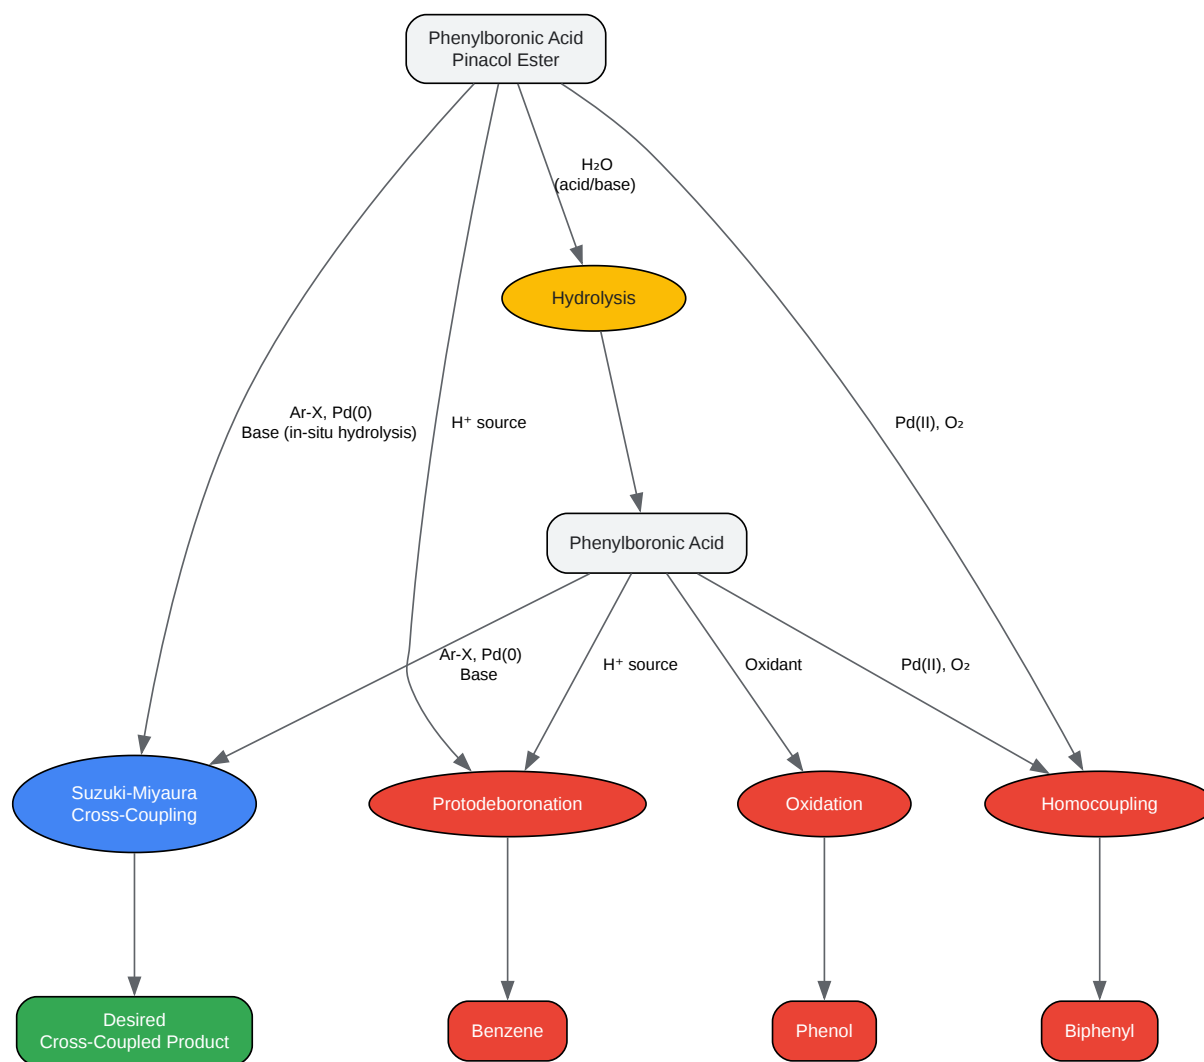 Phenylboronic Acid
Pinacol Ester
H₂O
(acid/base)
Hydrolysis
Ar-X, Pd(0)
Base (in-situ hydrolysis)
H⁺ source
Pd(II), O₂
Phenylboronic Acid
Ar-X, Pd(0)
Base
H⁺ source
Oxidant
Pd(II), O₂
Suzuki-Miyaura
Cross-Coupling
Protodeboronation
Oxidation
Homocoupling
Desired
Cross-Coupled Product
Benzene
Phenol
Biphenyl